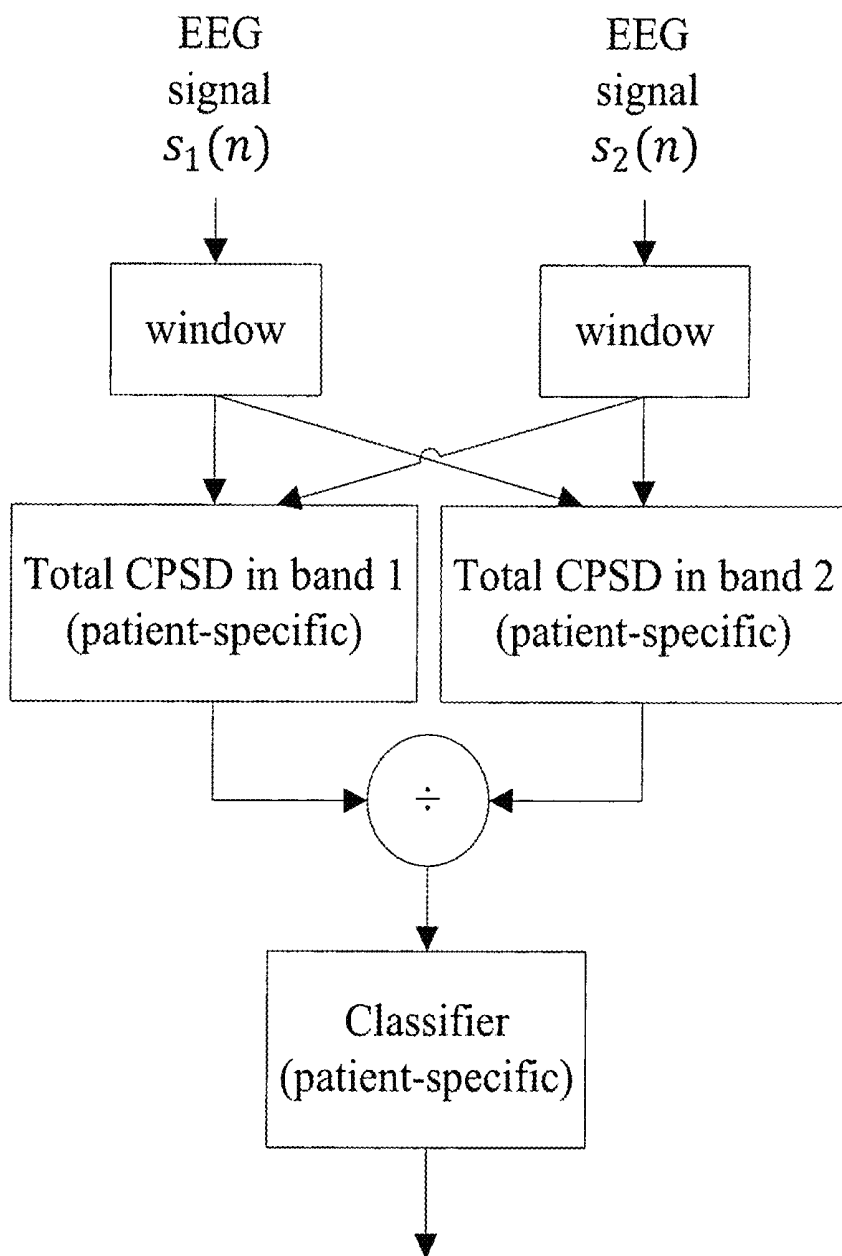 EEG
signal
s₁(n)
EEG
signal
s₂(n)
window
window
Total CPSD in band 1
(patient-specific)
Total CPSD in band 2
(patient-specific)
÷
Classifier
(patient-specific)